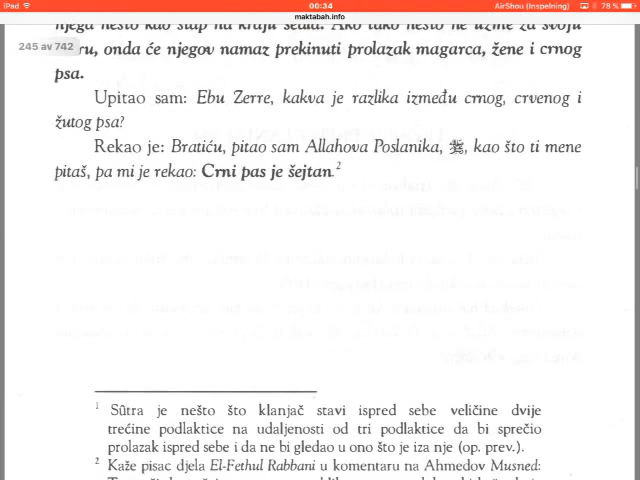 iPad
00:34
AirShou (Inspelning)
78 %
maktabah.info
njega nešto kao štap na kraju sedla. Ako tako nešto ne uzme za svoju
245 av 742
onda će njegov namaz prekinuti prolazak magarca, žene i crnog
psa.
Upitao sam: Ebu Zerre, kakva je razlika između crnog, crvenog i
žutog psa?
Rekao je: Bratiću, pitao sam Allahova Poslanika, ﷺ, kao što ti mene
pitaš, pa mi je rekao: Crni pas je šejtan.²
¹ Sûtra je nešto što klanjač stavi ispred sebe veličine dvije
trećine podlaktice na udaljenosti od tri podlaktice da bi sprečio
prolazak ispred sebe i da ne bi gledao u ono što je iza nje (op. prev.).
² Kaže pisac djela El-Fethul Rabbani u komentaru na Ahmedov Musned: